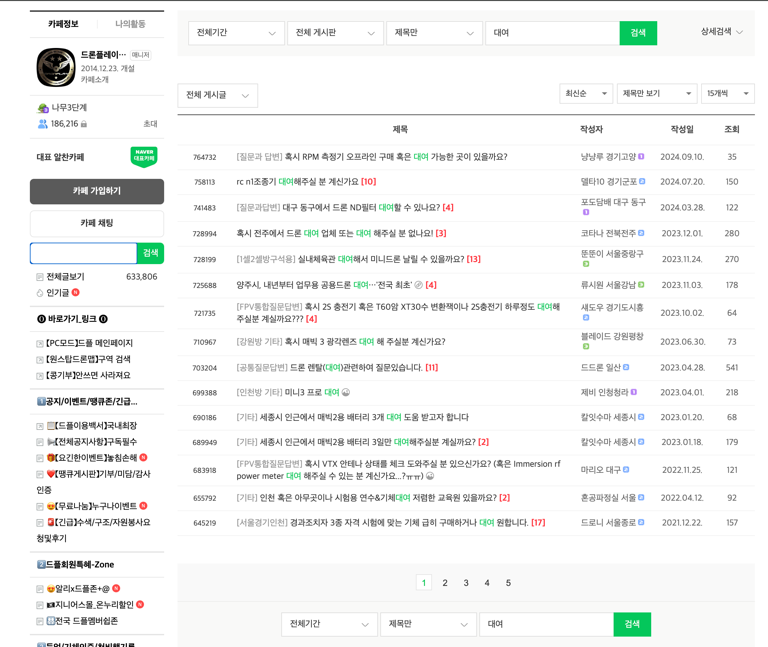 카페정보
나의활동
드론플레이… 매니저
2014.12.23. 개설
카페소개
나무3단계
186,216
초대
대표 알찬카페
NAVER
대표카페
카페 가입하기
카페 채팅
검색
전체글보기 633,806
인기글 N
바로가기_링크
[PC모드]드플 메인페이지
[원스탑드론맵]구역 검색
[콩기부]안쓰면 사라져요
1 공지/이벤트/땡큐존/긴급...
[드플이용백서]국내최장
[전체공지사항]구독필수
[요긴한이벤트]놓침손해 N
[땡큐게시판]기부/미담/감사
인증
[무료나눔]누구나이벤트 N
[긴급]수색/구조/자원봉사요
청및후기
2 드플회원특혜-Zone
알리x드플존+@ N
지니어스몰_온누리할인 N
전국 드플멤버쉽존
전체기간
전체 게시판
제목만
대여
검색
상세검색
전체 게시글
최신순
제목만 보기
15개씩
제목 작성자 작성일 조회
764732 [질문과 답변] 혹시 RPM 측정기 오프라인 구매 혹은 대여 가능한 곳이 있을까요? 냥냥루 경기고양 2024.09.10. 35
758113 rc n1조종기 대여해주실 분 계신가요 [10] 델타10 경기군포 2024.07.20. 150
741483 [질문과답변] 대구 동구에서 드론 ND필터 대여할 수 있나요? [4] 포도담배 대구 동구 2024.03.28. 122
728994 혹시 전주에서 드론 대여 업체 또는 대여 해주실 분 없나요! [3] 코타나 전북전주 2023.12.01. 280
728199 [1셀2셀방구석용] 실내체육관 대여해서 미니드론 날릴 수 있을까요? [13] 뚠뚠이 서울중랑구 2023.11.24. 270
725688 양주시, 내년부터 업무용 공용드론 대여…'전국 최초' [4] 류시원 서울강남 2023.11.03. 178
721735 [FPV통합질문답변] 혹시 2S 충전기 혹은 T60암 XT30수 변환잭이나 2S충전기 하루정도 대여해
주실분 계실까요??? [4] 새도우 경기도시흥 2023.10.02. 64
710967 [강원방 기타] 혹시 매빅 3 광각렌즈 대여 해 주실분 계신가요? 블레이드 강원평창 2023.06.30. 73
703204 [공통질문답변] 드론 렌탈(대여)관련하여 질문있습니다. [11] 드드론 일산 2023.04.28. 541
699388 [인천방 기타] 미니3 프로 대여 제비 인청청라 2023.04.01. 218
690186 [기타] 세종시 인근에서 매빅2용 배터리 3개 대여 도움 받고자 합니다 칼잇수마 세종시 2023.01.20. 68
689949 [기타] 세종시 인근에서 매빅2용 배터리 3일만 대여해주실분 계실까요? [2] 칼잇수마 세종시 2023.01.18. 179
683918 [FPV통합질문답변] 혹시 VTX 안테나 상태를 체크 도와주실 분 있으신가요? (혹은 Immersion rf
power meter 대여 해주실 수 있는 분 계신가요...?ㅠㅠ) 마리오 대구 2022.11.25. 121
655792 [기타] 인천 혹은 아무곳이나 시험용 연수&기체대여 저렴한 교육원 있을까요? [2] 혼공파정실 서울 2022.04.12. 92
645219 [서울경기인천] 경과조치자 3종 자격 시험에 맞는 기체 급히 구매하거나 대여 원합니다. [17] 드로니 서울종로 2021.12.22. 157
1 2 3 4 5
전체기간
제목만
대여
검색